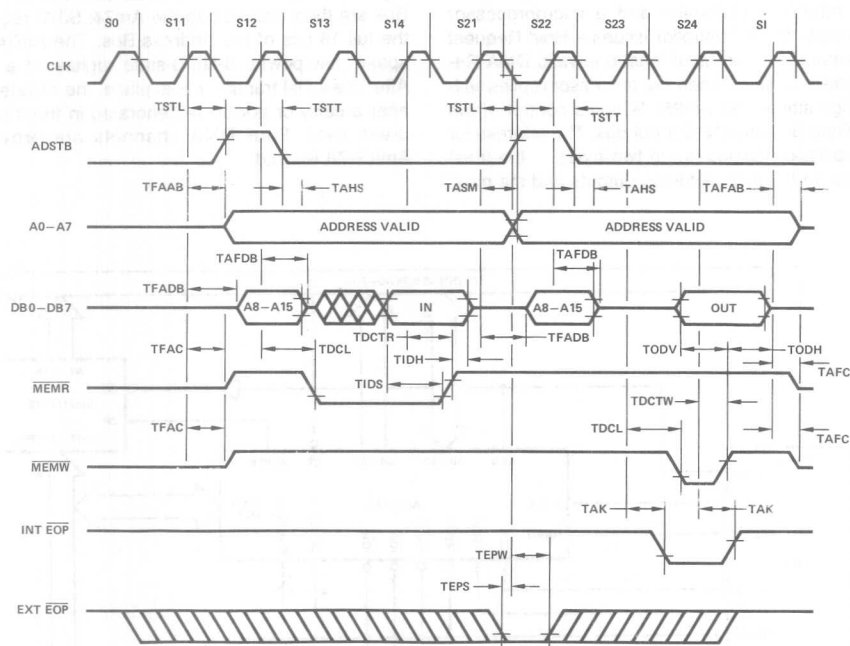 S0 S11 S12 S13 S14 S21 S22 S23 S24 SI
CLK
TSTL TSTT TSTL TSTT
ADSTB
TFAAB TAHS TASM TAHS TAFAB
A0–A7 ADDRESS VALID ADDRESS VALID
TAFDB TAFDB
TFADB
DB0–DB7 A8–A15 IN A8–A15 OUT
TDCTR TFADB
TFAC TDCL TIDH TODV TODH
TAFC
MEMR TIDS
TDCTW
TFAC TDCL
TAFC
MEMW
TAK TAK
INT EOP
TEPW
TEPS
EXT EOP